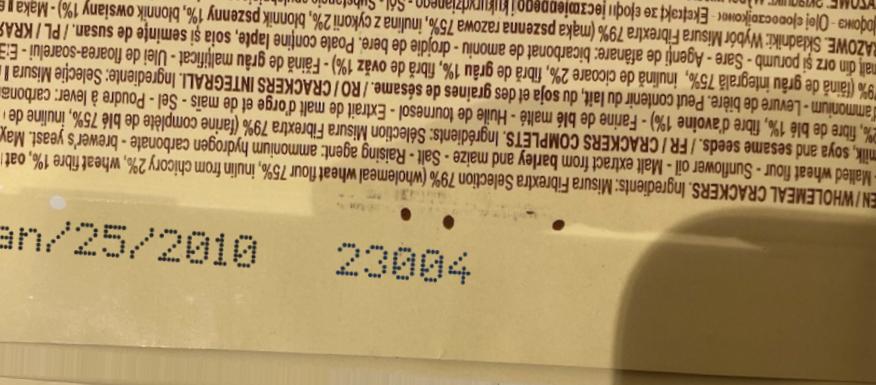 EN / WHOLEMEAL CRACKERS. Ingredients: Misura Fibrextra Selection 79% (wholemeal wheat flour 75%, inulin from chicory 2%, wheat fibre 1%, oat
- Malted wheat flour - Sunflower oil - Malt extract from barley and maize - Salt - Raising agent: ammonium hydrogen carbonate - brewer's yeast. May
milk, soya and sesame seeds. / FR / CRACKERS COMPLETS. Ingrédients: Sélection Misura Fibrextra 79% (farine complète de blé 75%, inuline de
2%, fibre de blé 1%, fibre d'avoine 1%) - Farine de blé malté - Huile de tournesol - Extrait de malt d'orge et de maïs - Sel - Poudre à lever: carbona
d'ammonium - Levure de bière. Peut contenir du lait, du soja et des graines de sésame. / RO / CRACKERS INTEGRALI. Ingrediente: Selecție Misura
79% (făină de grâu integrală 75%, inulină de cicoare 2%, fibră de grâu 1%, fibră de ovăz 1%) - Făină de grâu maltificat - Ulei de floarea-soarelui - E
malt din orz și porumb - Sare - Agenți de afânare: bicarbonat de amoniu - drojdie de bere. Poate conține lapte, soia și semințe de susan. / PL / KRA
RAZOWE. Składniki: Wybór Misura Fibrextra 79% (mąka pszenna razowa 75%, inulina z cykorii 2%, błonnik pszenny 1%, błonnik owsiany 1%) - Mąka
- Olej słonecznikowy - Ekstrakt ze słodu jęczmiennego i kukurydzianego - Sól -
an/25/2010 23004